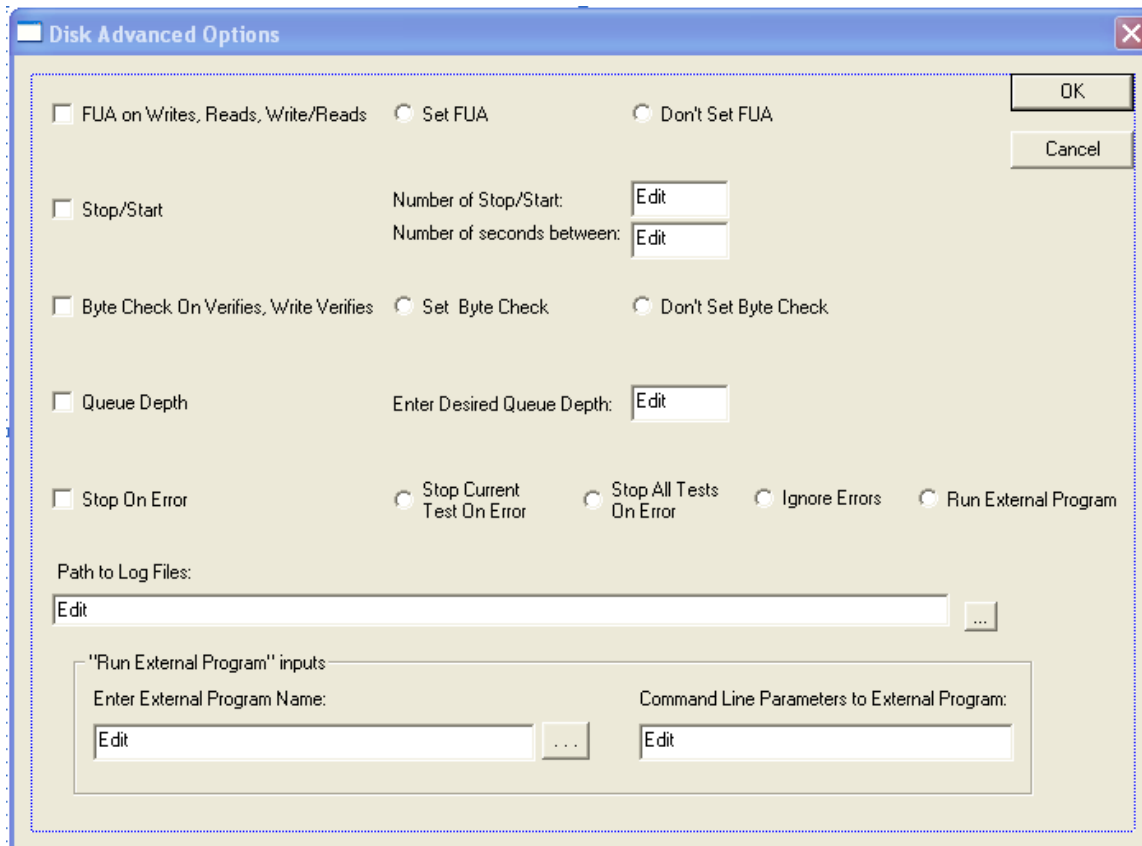 Disk Advanced Options
OK
FUA on Writes, Reads, Write/Reads Set FUA Don't Set FUA
Cancel
Number of Stop/Start: Edit
Stop/Start
Number of seconds between: Edit
Byte Check On Verifies, Write Verifies Set Byte Check Don't Set Byte Check
Queue Depth Enter Desired Queue Depth: Edit
Stop On Error
Stop Current
Test On Error
Stop All Tests
On Error
Ignore Errors
Run External Program
Path to Log Files:
Edit
...
"Run External Program" inputs
Enter External Program Name: Command Line Parameters to External Program:
Edit ... Edit